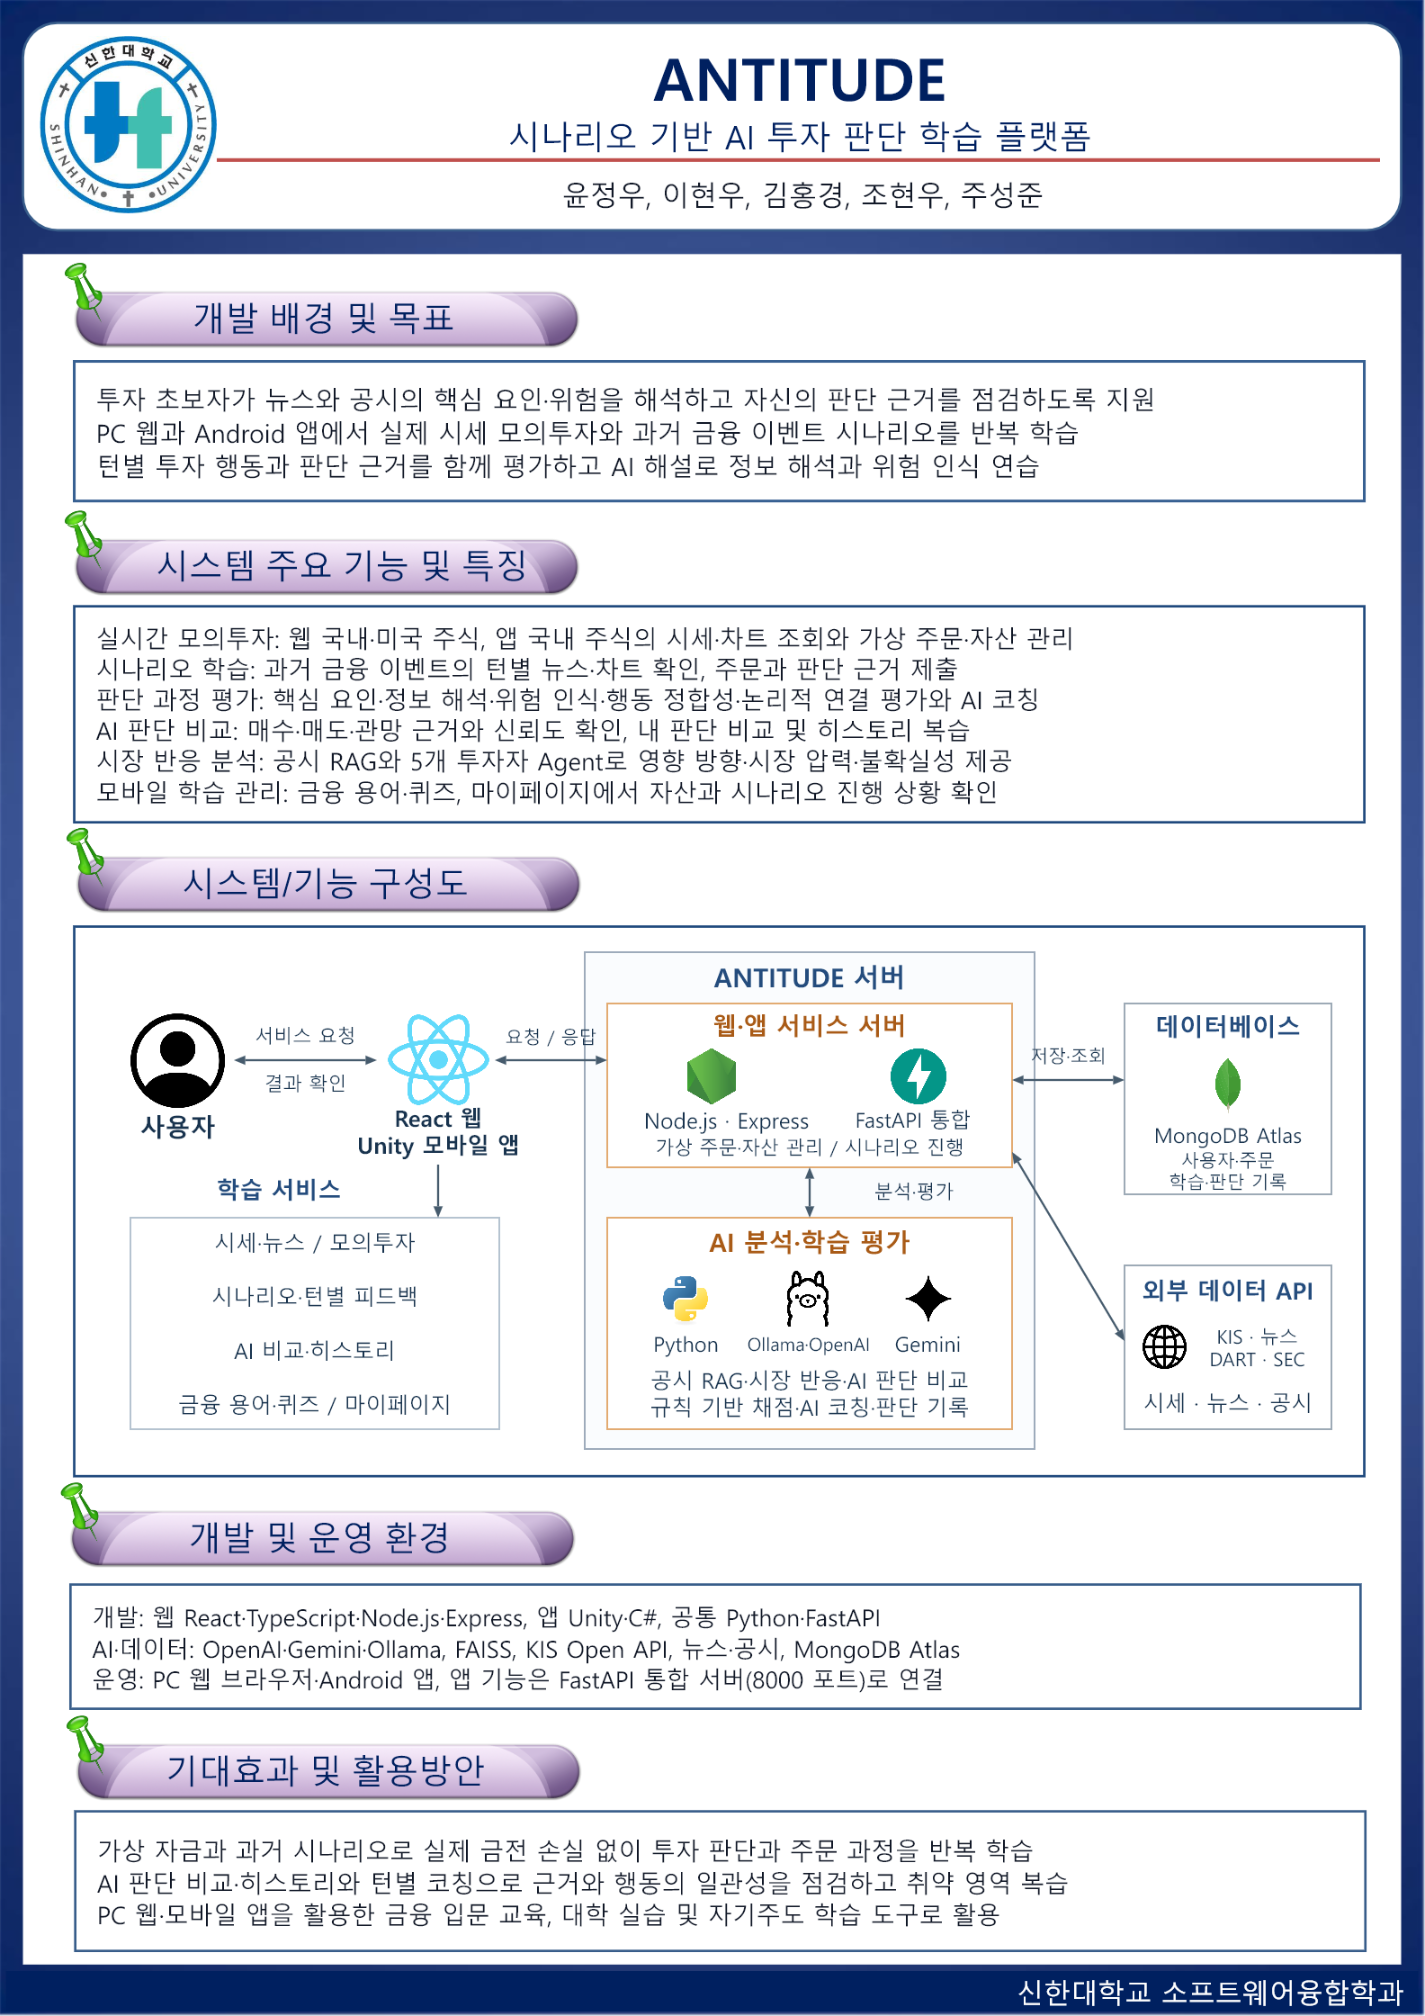 신한대학교
SHINHAN UNIVERSITY
ANTITUDE
시나리오 기반 AI 투자 판단 학습 플랫폼
윤정우, 이현우, 김홍경, 조현우, 주성준
개발 배경 및 목표
투자 초보자가 뉴스와 공시의 핵심 요인·위험을 해석하고 자신의 판단 근거를 점검하도록 지원
PC 웹과 Android 앱에서 실제 시세 모의투자와 과거 금융 이벤트 시나리오를 반복 학습
턴별 투자 행동과 판단 근거를 함께 평가하고 AI 해설로 정보 해석과 위험 인식 연습
시스템 주요 기능 및 특징
실시간 모의투자: 웹 국내·미국 주식, 앱 국내 주식의 시세·차트 조회와 가상 주문·자산 관리
시나리오 학습: 과거 금융 이벤트의 턴별 뉴스·차트 확인, 주문과 판단 근거 제출
판단 과정 평가: 핵심 요인·정보 해석·위험 인식·행동 정합성·논리적 연결 평가와 AI 코칭
AI 판단 비교: 매수·매도·관망 근거와 신뢰도 확인, 내 판단 비교 및 히스토리 복습
시장 반응 분석: 공시 RAG와 5개 투자자 Agent로 영향 방향·시장 압력·불확실성 제공
모바일 학습 관리: 금융 용어·퀴즈, 마이페이지에서 자산과 시나리오 진행 상황 확인
시스템/기능 구성도
사용자
서비스 요청
결과 확인
React 웹
Unity 모바일 앱
요청 / 응답
학습 서비스
시세·뉴스 / 모의투자
시나리오·턴별 피드백
AI 비교·히스토리
금융 용어·퀴즈 / 마이페이지
ANTITUDE 서버
웹·앱 서비스 서버
Node.js · Express
FastAPI 통합
가상 주문·자산 관리 / 시나리오 진행
분석·평가
AI 분석·학습 평가
Python
Ollama·OpenAI
Gemini
공시 RAG·시장 반응·AI 판단 비교
규칙 기반 채점·AI 코칭·판단 기록
저장·조회
데이터베이스
MongoDB Atlas
사용자·주문
학습·판단 기록
외부 데이터 API
KIS · 뉴스
DART · SEC
시세 · 뉴스 · 공시
개발 및 운영 환경
개발: 웹 React·TypeScript·Node.js·Express, 앱 Unity·C#, 공통 Python·FastAPI
AI·데이터: OpenAI·Gemini·Ollama, FAISS, KIS Open API, 뉴스·공시, MongoDB Atlas
운영: PC 웹 브라우저·Android 앱, 앱 기능은 FastAPI 통합 서버(8000 포트)로 연결
기대효과 및 활용방안
가상 자금과 과거 시나리오로 실제 금전 손실 없이 투자 판단과 주문 과정을 반복 학습
AI 판단 비교·히스토리와 턴별 코칭으로 근거와 행동의 일관성을 점검하고 취약 영역 복습
PC 웹·모바일 앱을 활용한 금융 입문 교육, 대학 실습 및 자기주도 학습 도구로 활용
신한대학교 소프트웨어융합학과